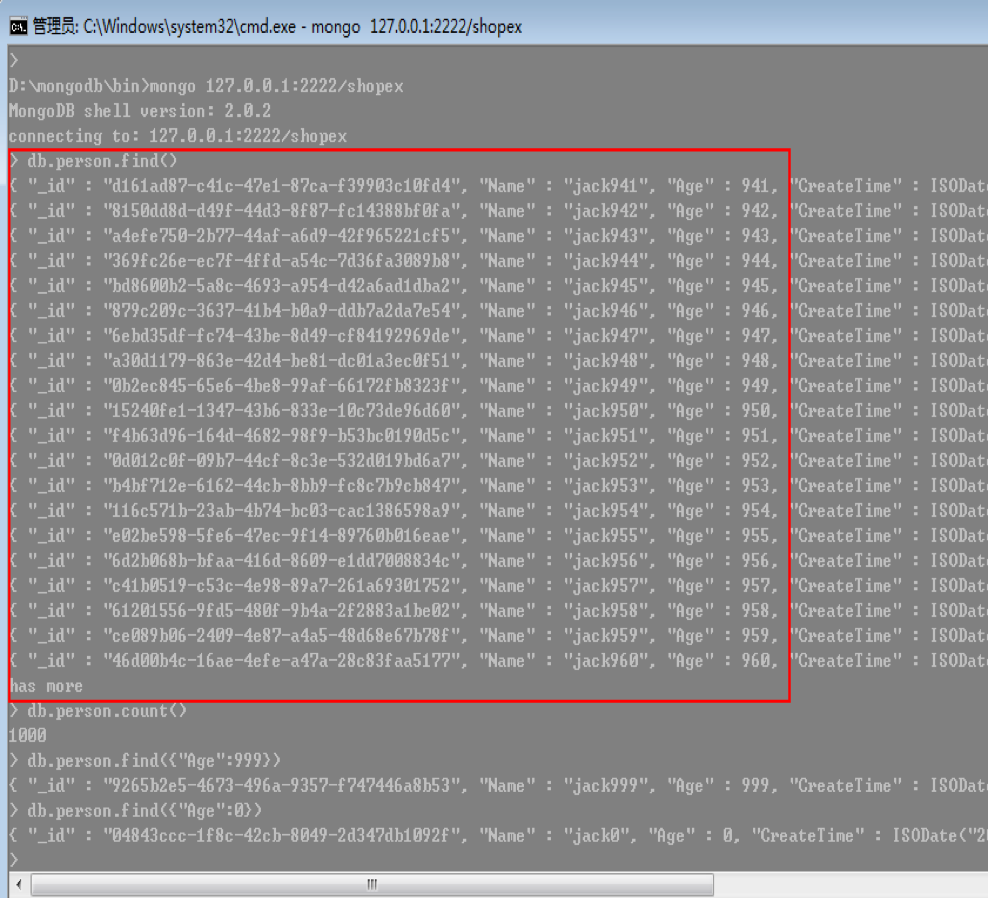 管理员: C:\Windows\system32\cmd.exe - mongo  127.0.0.1:2222/shopex
>
D:\mongodb\bin>mongo 127.0.0.1:2222/shopex
MongoDB shell version: 2.0.2
connecting to: 127.0.0.1:2222/shopex
> db.person.find()
{ "_id" : "d161ad87-c41c-47e1-87ca-f39903c10fd4", "Name" : "jack941", "Age" : 941, "CreateTime" : ISODate
{ "_id" : "8150dd8d-d49f-44d3-8f87-fc14388bf0fa", "Name" : "jack942", "Age" : 942, "CreateTime" : ISODate
{ "_id" : "a4efe750-2b77-44af-a6d9-42f965221cf5", "Name" : "jack943", "Age" : 943, "CreateTime" : ISODate
{ "_id" : "369fc26e-ec7f-4ffd-a54c-7d36fa3089b8", "Name" : "jack944", "Age" : 944, "CreateTime" : ISODate
{ "_id" : "bd8600b2-5a8c-4693-a954-d42a6ad1dba2", "Name" : "jack945", "Age" : 945, "CreateTime" : ISODate
{ "_id" : "879c209c-3637-41b4-b0a9-ddb7a2da7e54", "Name" : "jack946", "Age" : 946, "CreateTime" : ISODate
{ "_id" : "6ebd35df-fc74-43be-8d49-cf84192969de", "Name" : "jack947", "Age" : 947, "CreateTime" : ISODate
{ "_id" : "a30d1179-863e-42d4-be81-dc01a3ec0f51", "Name" : "jack948", "Age" : 948, "CreateTime" : ISODate
{ "_id" : "0b2ec845-65e6-4be8-99af-66172fb8323f", "Name" : "jack949", "Age" : 949, "CreateTime" : ISODate
{ "_id" : "15240fe1-1347-43b6-833e-10c73de96d60", "Name" : "jack950", "Age" : 950, "CreateTime" : ISODate
{ "_id" : "f4b63d96-164d-4682-98f9-b53bc0190d5c", "Name" : "jack951", "Age" : 951, "CreateTime" : ISODate
{ "_id" : "0d012c0f-09b7-44cf-8c3e-532d019bd6a7", "Name" : "jack952", "Age" : 952, "CreateTime" : ISODate
{ "_id" : "b4bf712e-6162-44cb-8bb9-fc8c7b9cb847", "Name" : "jack953", "Age" : 953, "CreateTime" : ISODate
{ "_id" : "116c571b-23ab-4b74-bc03-cac1386598a9", "Name" : "jack954", "Age" : 954, "CreateTime" : ISODate
{ "_id" : "e02be598-5fe6-47ec-9f14-89760b016eae", "Name" : "jack955", "Age" : 955, "CreateTime" : ISODate
{ "_id" : "6d2b068b-bfaa-416d-8609-e1dd7008834c", "Name" : "jack956", "Age" : 956, "CreateTime" : ISODate
{ "_id" : "c41b0519-c53c-4e98-89a7-261a69301752", "Name" : "jack957", "Age" : 957, "CreateTime" : ISODate
{ "_id" : "61201556-9fd5-480f-9b4a-2f2883a1be02", "Name" : "jack958", "Age" : 958, "CreateTime" : ISODate
{ "_id" : "ce089b06-2409-4e87-a4a5-48d68e67b78f", "Name" : "jack959", "Age" : 959, "CreateTime" : ISODate
{ "_id" : "46d00b4c-16ae-4efe-a47a-28c83faa5177", "Name" : "jack960", "Age" : 960, "CreateTime" : ISODate
has more
> db.person.count()
1000
> db.person.find({"Age":999})
{ "_id" : "9265b2e5-4673-496a-9357-f747446a8b53", "Name" : "jack999", "Age" : 999, "CreateTime" : ISODate
> db.person.find({"Age":0})
{ "_id" : "04843ccc-1f8c-42cb-8049-2d347db1092f", "Name" : "jack0", "Age" : 0, "CreateTime" : ISODate("20
>